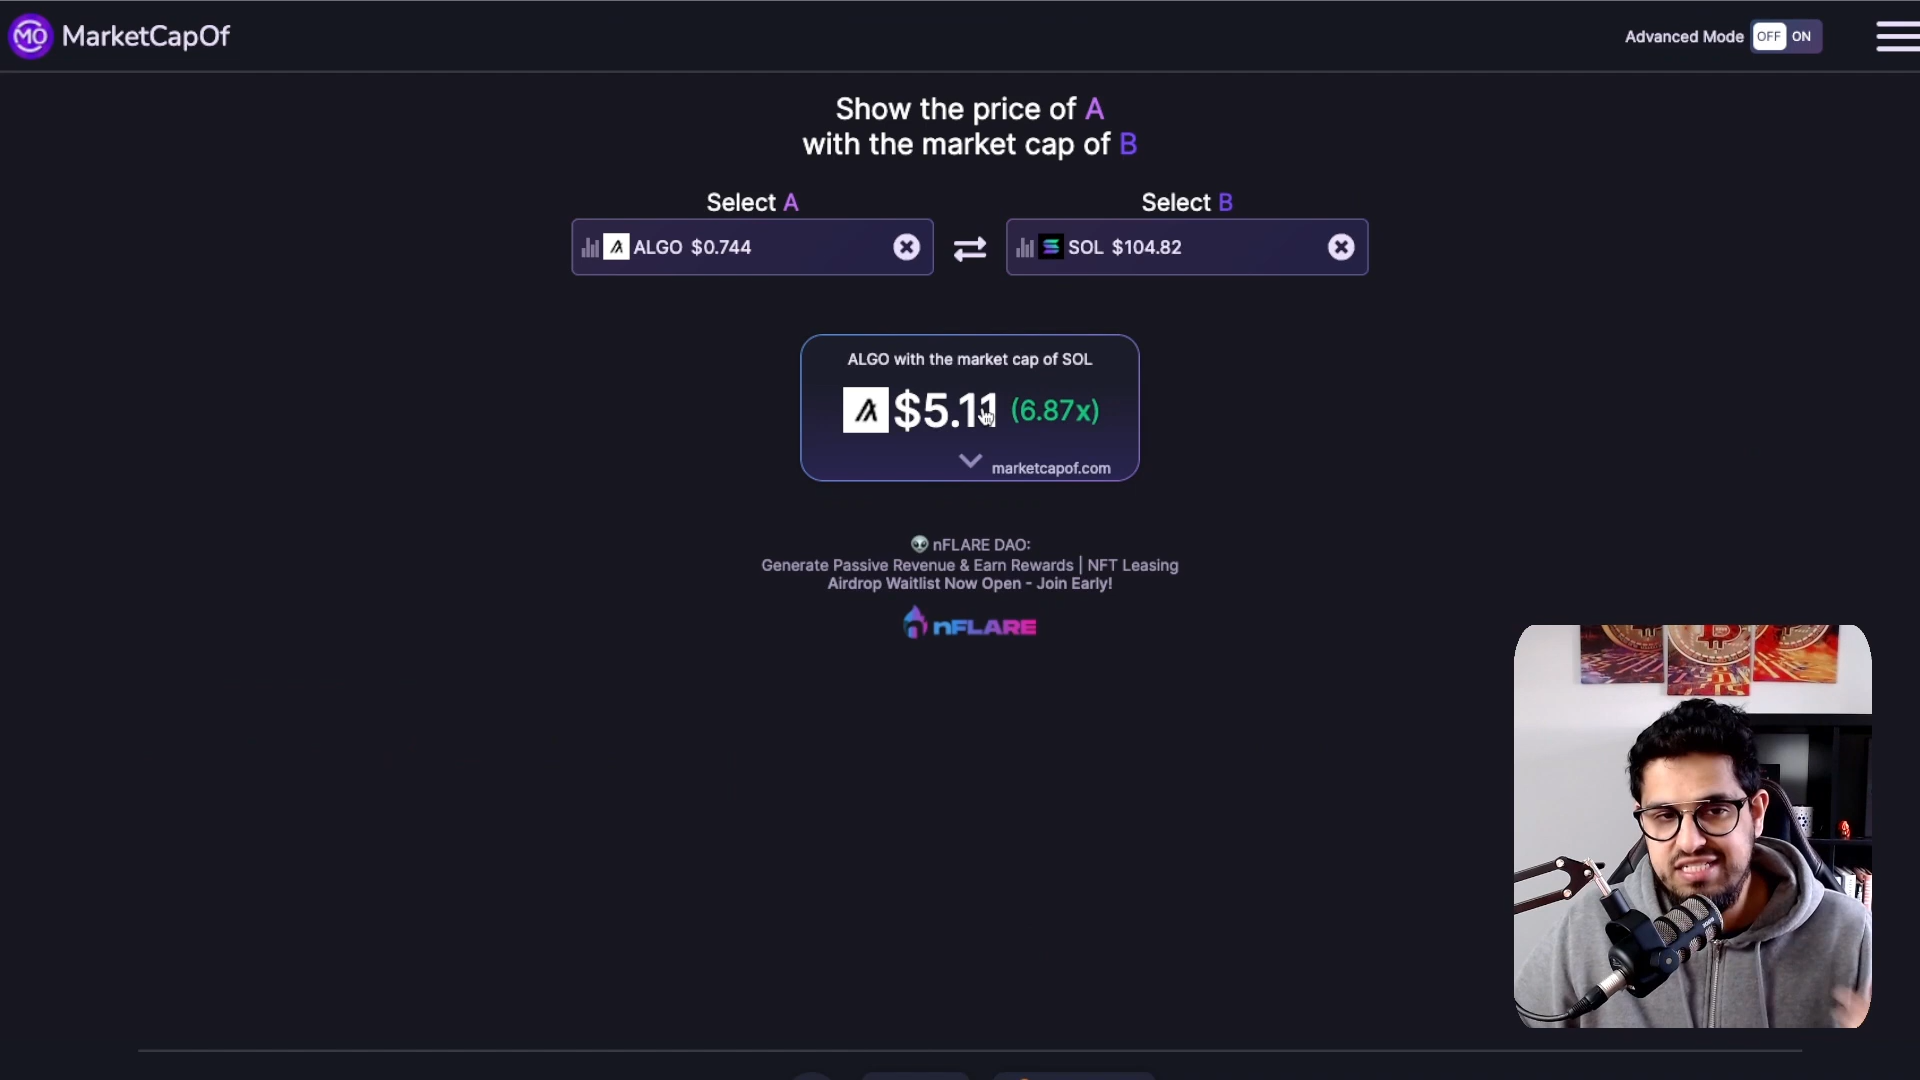 MO MarketCapOf
Advanced Mode OFF ON
Show the price of A
with the market cap of B
Select A
Select B
ALGO $0.744
SOL $104.82
ALGO with the market cap of SOL
$5.11 (6.87x)
marketcapof.com
👽 nFLARE DAO:
Generate Passive Revenue & Earn Rewards | NFT Leasing
Airdrop Waitlist Now Open - Join Early!
nFLARE